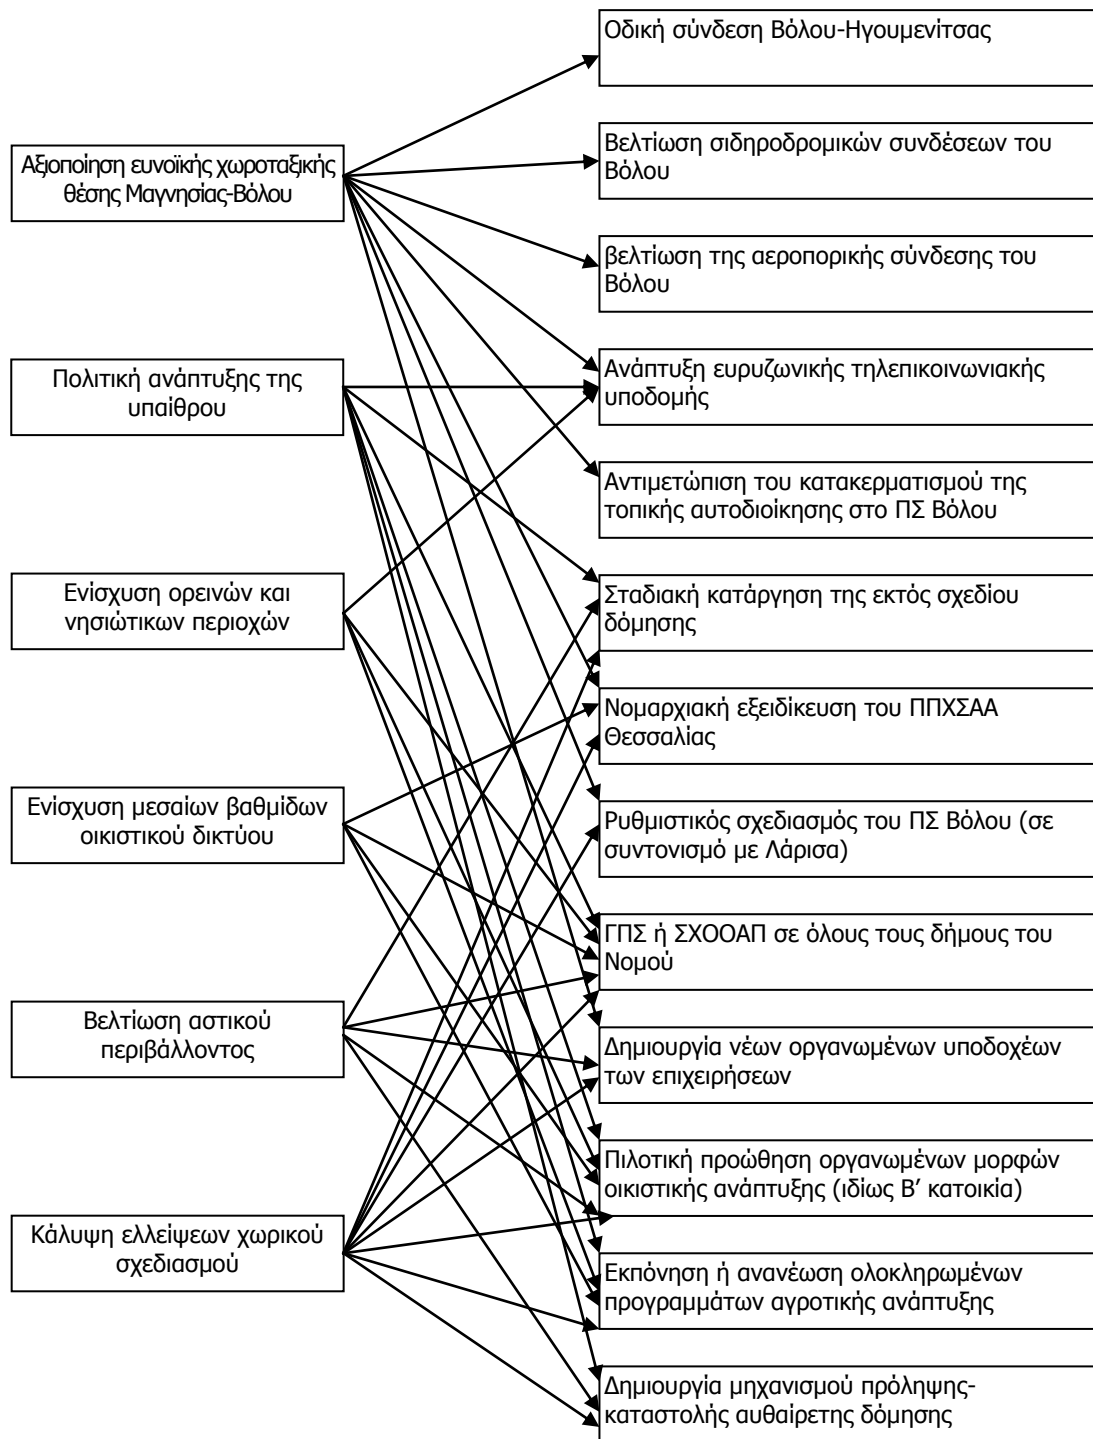 Αξιοποίηση ευνοϊκής χωροταξικής
θέσης Μαγνησίας-Βόλου
Πολιτική ανάπτυξης της
υπαίθρου
Ενίσχυση ορεινών και
νησιώτικων περιοχών
Ενίσχυση μεσαίων βαθμίδων
οικιστικού δικτύου
Βελτίωση αστικού
περιβάλλοντος
Κάλυψη ελλείψεων χωρικού
σχεδιασμού
Οδική σύνδεση Βόλου-Ηγουμενίτσας
Βελτίωση σιδηροδρομικών συνδέσεων του
Βόλου
βελτίωση της αεροπορικής σύνδεσης του
Βόλου
Ανάπτυξη ευρυζωνικής τηλεπικοινωνιακής
υποδομής
Αντιμετώπιση του κατακερματισμού της
τοπικής αυτοδιοίκησης στο ΠΣ Βόλου
Σταδιακή κατάργηση της εκτός σχεδίου
δόμησης
Νομαρχιακή εξειδίκευση του ΠΠΧΣΑΑ
Θεσσαλίας
Ρυθμιστικός σχεδιασμός του ΠΣ Βόλου (σε
συντονισμό με Λάρισα)
ΓΠΣ ή ΣΧΟΟΑΠ σε όλους τους δήμους του
Νομού
Δημιουργία νέων οργανωμένων υποδοχέων
των επιχειρήσεων
Πιλοτική προώθηση οργανωμένων μορφών
οικιστικής ανάπτυξης (ιδίως Β’ κατοικία)
Εκπόνηση ή ανανέωση ολοκληρωμένων
προγραμμάτων αγροτικής ανάπτυξης
Δημιουργία μηχανισμού πρόληψης-
καταστολής αυθαίρετης δόμησης